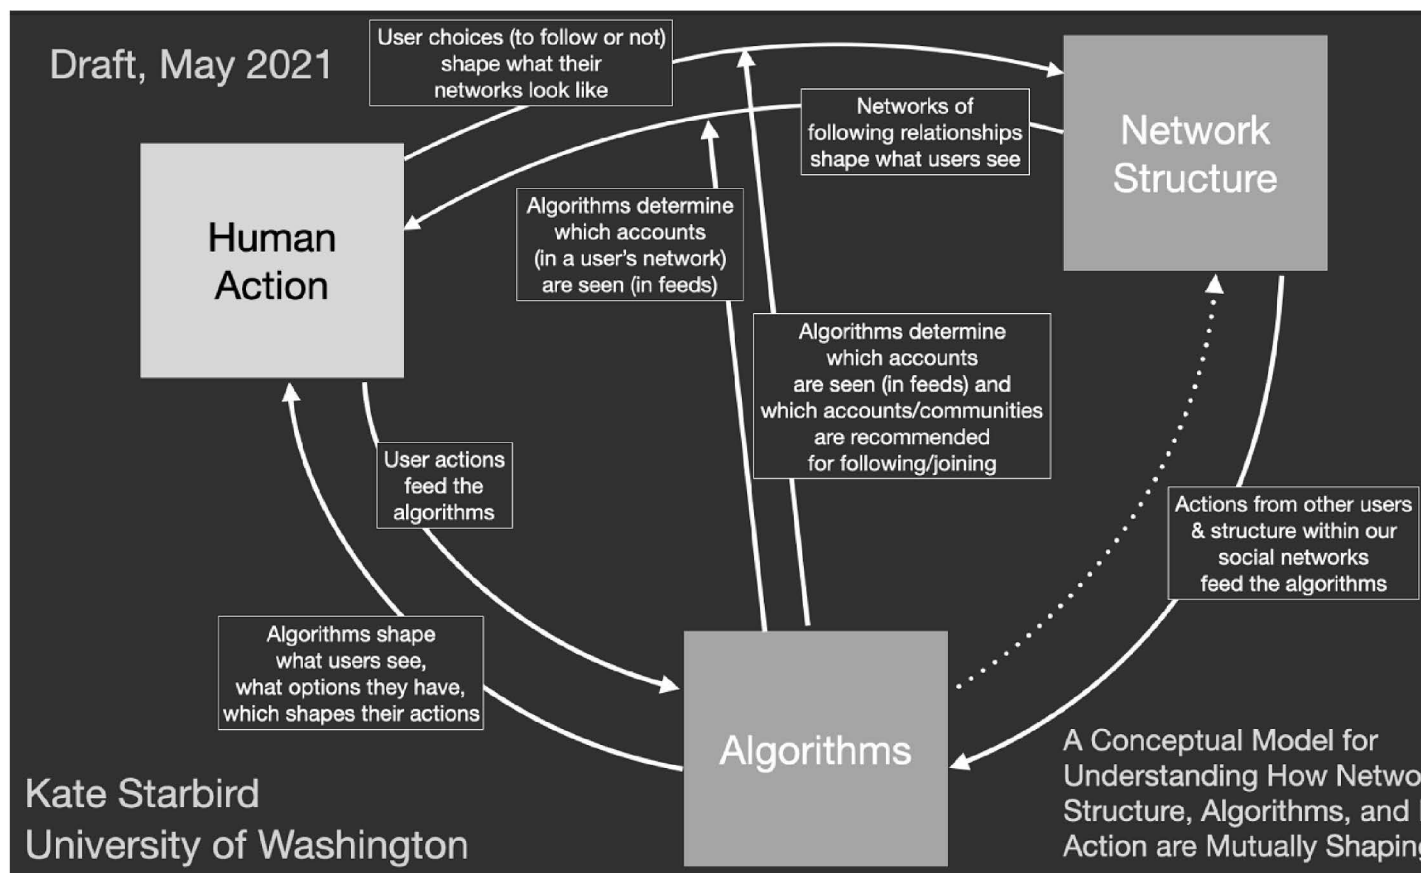 Draft, May 2021
User choices (to follow or not)
shape what their
networks look like
Networks of
following relationships
shape what users see
Network
Structure
Human
Action
Algorithms determine
which accounts
(in a user's network)
are seen (in feeds)
Algorithms determine
which accounts
are seen (in feeds) and
which accounts/communities
are recommended
for following/joining
User actions
feed the
algorithms
Actions from other users
& structure within our
social networks
feed the algorithms
Algorithms shape
what users see,
what options they have,
which shapes their actions
Algorithms
Kate Starbird
University of Washington
A Conceptual Model for
Understanding How
Structure, Algorithms, and
Action are Mutually Shaping